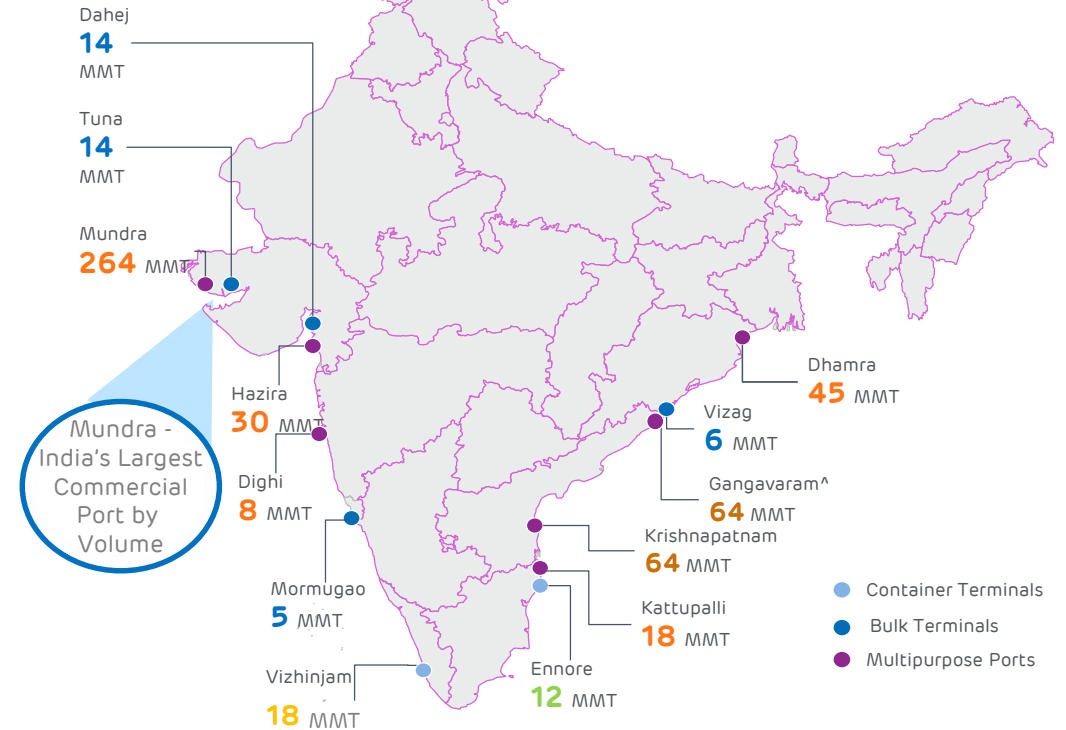 Dahej
14
MMT
Tuna
14
MMT
Mundra
264 MMT
Mundra -
India's Largest
Commercial
Port by
Volume
Hazira
30 MMT
Dighi
8 MMT
Mormugao
5 MMT
Vizhinjam
18 MMT
Dhamra
45 MMT
Vizag
6 MMT
Gangavaram^
64 MMT
Krishnapatnam
64 MMT
Kattupalli
18 MMT
Ennore
12 MMT
Container Terminals
Bulk Terminals
Multipurpose Ports